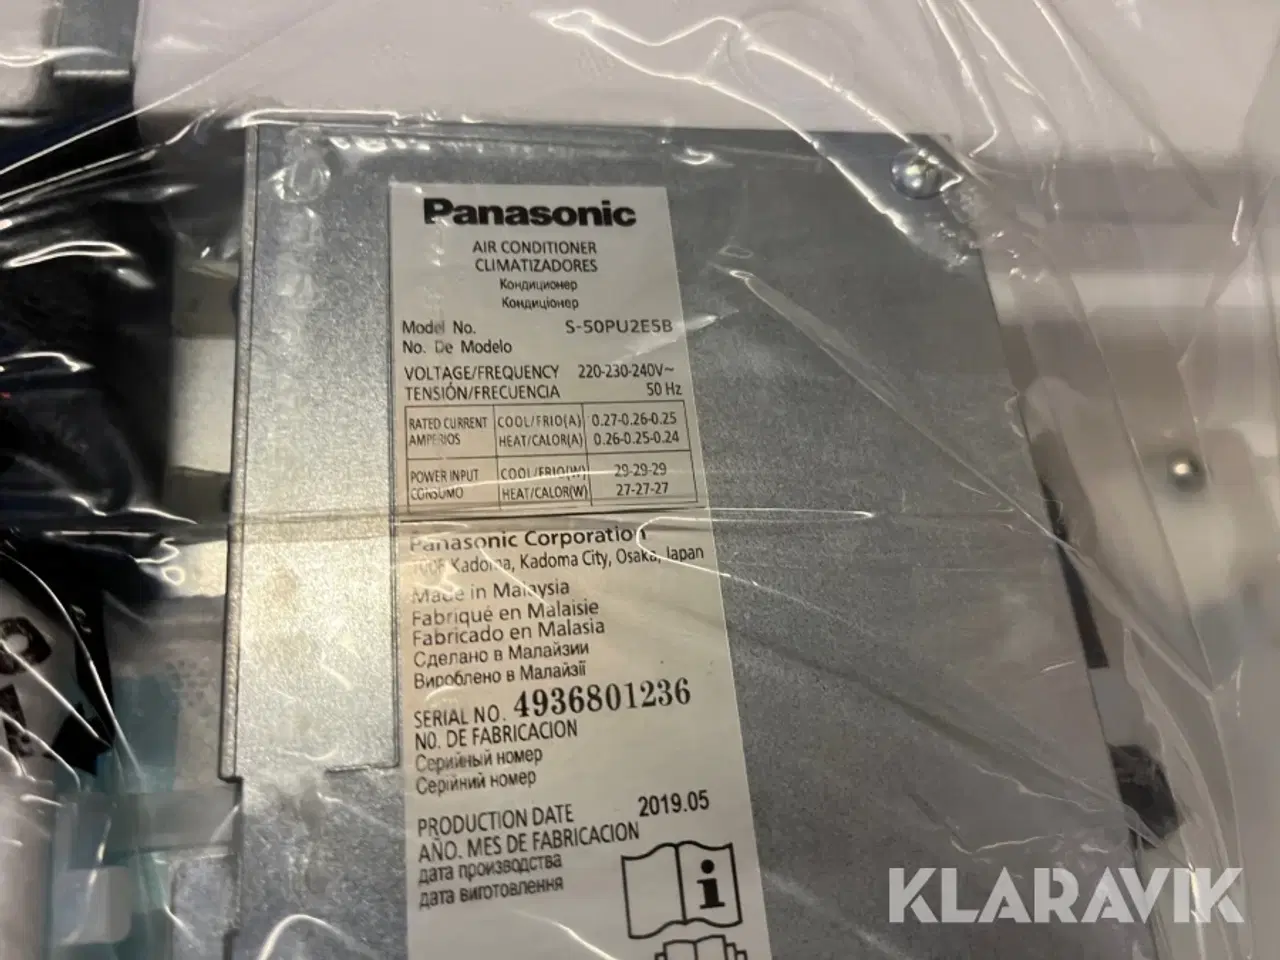 Panasonic
AIR CONDITIONER
CLIMATIZADORES
Кондиционер
Кондиціонер
Model No. S-50PU2E5B
No. De Modelo
VOLTAGE/FREQUENCY 220-230-240V~
TENSIÓN/FRECUENCIA 50 Hz
RATED CURRENT COOL/FRIO(A) 0.27-0.26-0.25
AMPERIOS HEAT/CALOR(A) 0.26-0.25-0.24
POWER INPUT COOL/FRIO(W) 29-29-29
CONSUMO HEAT/CALOR(W) 27-27-27
Panasonic Corporation
Kadoma, Kadoma City, Osaka, Japan
Made in Malaysia
Fabriqué en Malaisie
Fabricado en Malasia
Сделано в Малайзии
Вироблено в Малайзії
SERIAL NO. 4936801236
NO. DE FABRICACION
Серийный номер
Серійний номер
PRODUCTION DATE 2019.05
AÑO. MES DE FABRICACION
дата производства
дата виготовлення
KLARAVIK